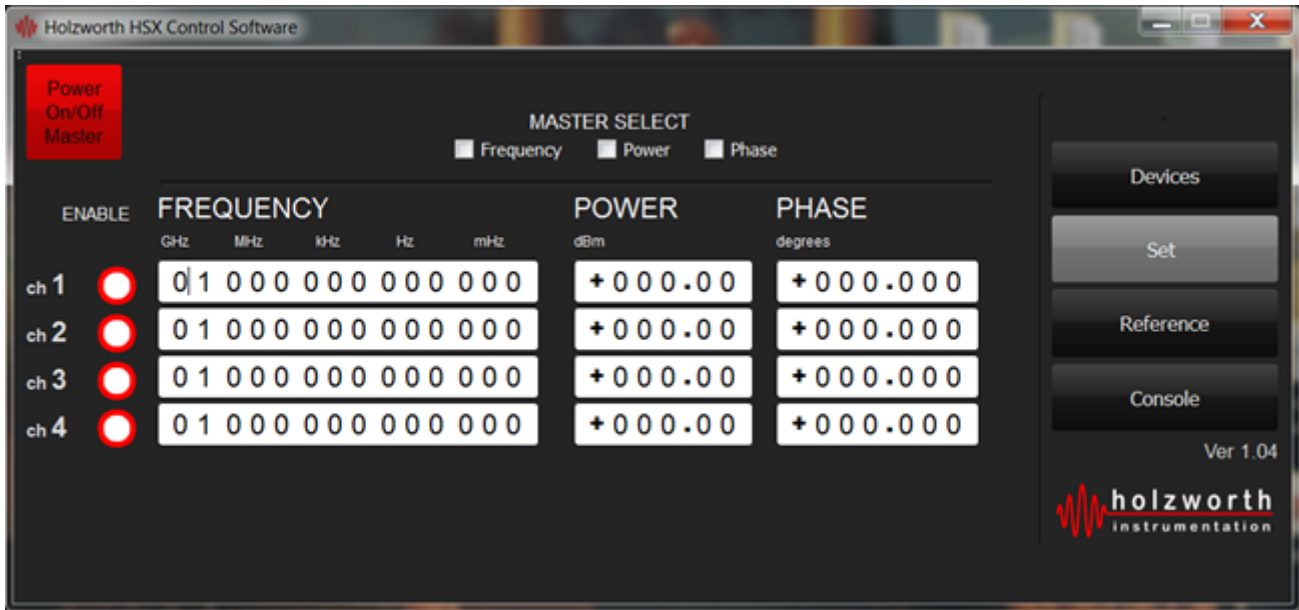 Holzworth HSX Control Software
Power
On/Off
Master
MASTER SELECT
Frequency Power Phase
ENABLE FREQUENCY POWER PHASE
GHz MHz kHz Hz mHz dBm degrees
ch 1 01 000 000 000 000 +000.00 +000.000
ch 2 01 000 000 000 000 +000.00 +000.000
ch 3 01 000 000 000 000 +000.00 +000.000
ch 4 01 000 000 000 000 +000.00 +000.000
Devices
Set
Reference
Console
Ver 1.04
holzworth
instrumentation